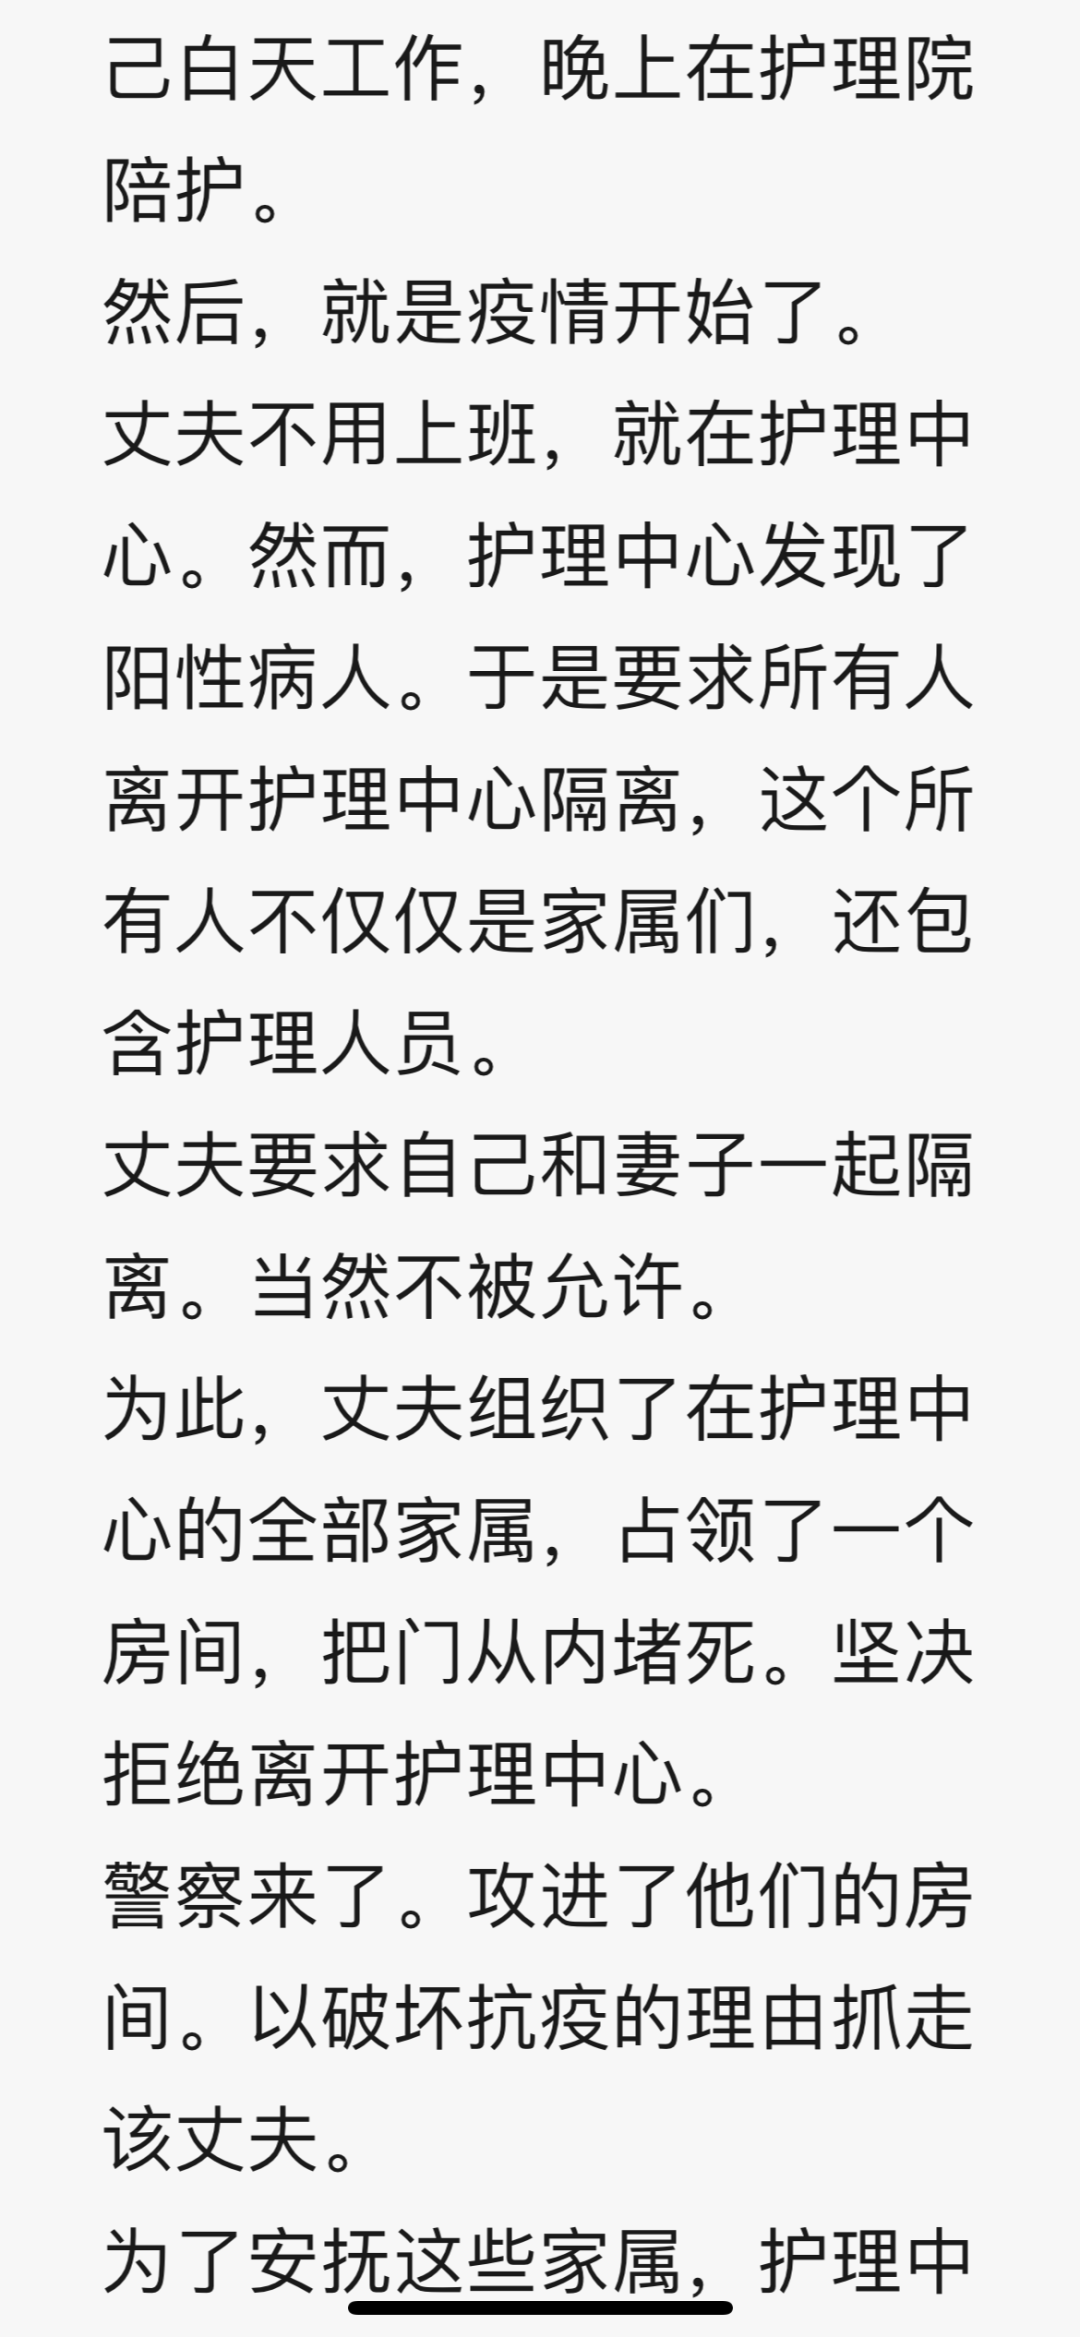 己白天工作，晚上在护理院
陪护。
然后，就是疫情开始了。
丈夫不用上班，就在护理中
心。然而，护理中心发现了
阳性病人。于是要求所有人
离开护理中心隔离，这个所
有人不仅仅是家属们，还包
含护理人员。
丈夫要求自己和妻子一起隔
离。当然不被允许。
为此，丈夫组织了在护理中
心的全部家属，占领了一个
房间，把门从内堵死。坚决
拒绝离开护理中心。
警察来了。攻进了他们的房
间。以破坏抗疫的理由抓走
该丈夫。
为了安抚这些家属，护理中